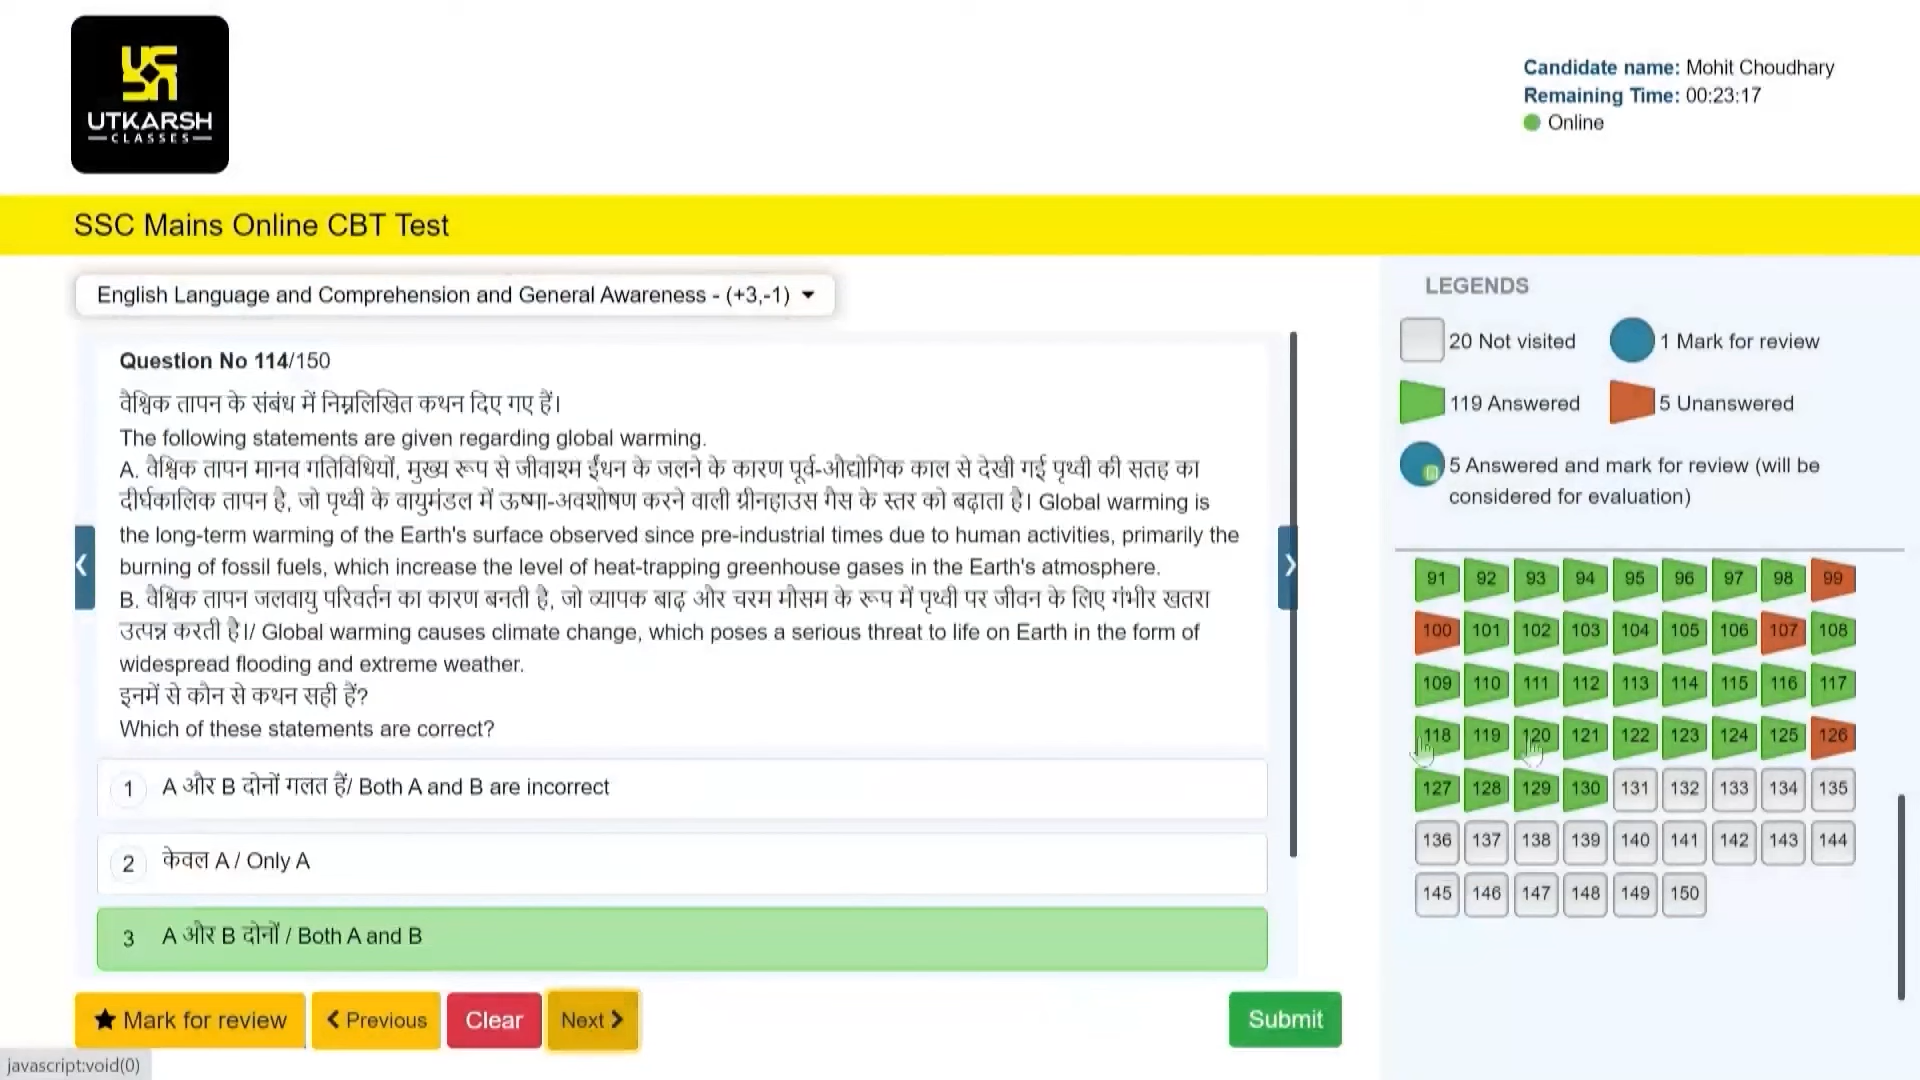 UTKARSH
CLASSES
Candidate name: Mohit Choudhary
Remaining Time: 00:23:17
Online
SSC Mains Online CBT Test
English Language and Comprehension and General Awareness - (+3,-1)
Question No 114/150
वैश्विक तापन के संबंध में निम्नलिखित कथन दिए गए हैं।
The following statements are given regarding global warming.
A. वैश्विक तापन मानव गतिविधियों, मुख्य रूप से जीवाश्म ईंधन के जलने के कारण पूर्व-औद्योगिक काल से देखी गई पृथ्वी की सतह का
दीर्घकालिक तापन है, जो पृथ्वी के वायुमंडल में ऊष्मा-अवशोषण करने वाली ग्रीनहाउस गैस के स्तर को बढ़ाता है। Global warming is
the long-term warming of the Earth's surface observed since pre-industrial times due to human activities, primarily the
burning of fossil fuels, which increase the level of heat-trapping greenhouse gases in the Earth's atmosphere.
B. वैश्विक तापन जलवायु परिवर्तन का कारण बनती है, जो व्यापक बाढ़ और चरम मौसम के रूप में पृथ्वी पर जीवन के लिए गंभीर खतरा
उत्पन्न करती है।/ Global warming causes climate change, which poses a serious threat to life on Earth in the form of
widespread flooding and extreme weather.
इनमें से कौन से कथन सही हैं?
Which of these statements are correct?
1 A और B दोनों गलत हैं/ Both A and B are incorrect
2 केवल A / Only A
3 A और B दोनों / Both A and B
Mark for review Previous Clear Next Submit
javascript:void(0)
LEGENDS
20 Not visited 1 Mark for review
119 Answered 5 Unanswered
5 Answered and mark for review (will be
considered for evaluation)
91 92 93 94 95 96 97 98 99
100 101 102 103 104 105 106 107 108
109 110 111 112 113 114 115 116 117
118 119 120 121 122 123 124 125 126
127 128 129 130 131 132 133 134 135
136 137 138 139 140 141 142 143 144
145 146 147 148 149 150